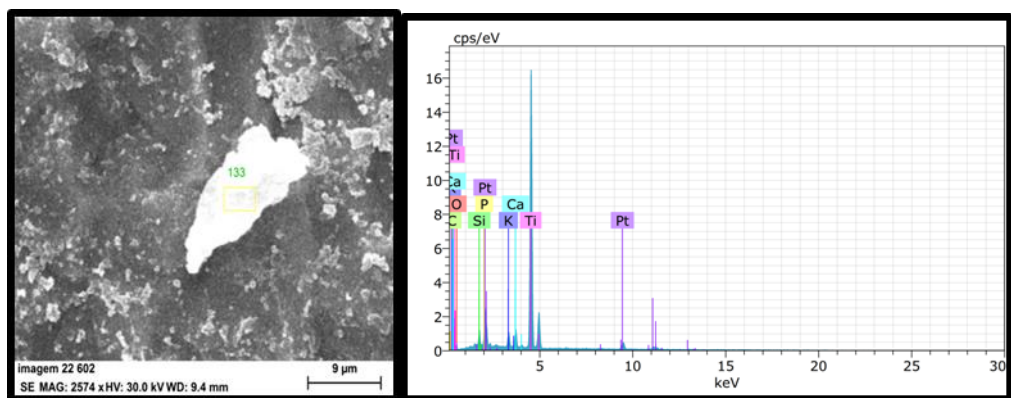 133
imagem 22 602
SE MAG: 2574 x HV: 30.0 kV WD: 9.4 mm
9 µm
cps/eV
16
14
12
10
8
6
4
2
0
Pt
Ti
Ca
O
C
Si
P
Pt
K
Ca
Ti
Pt
5
10
15
20
25
30
keV